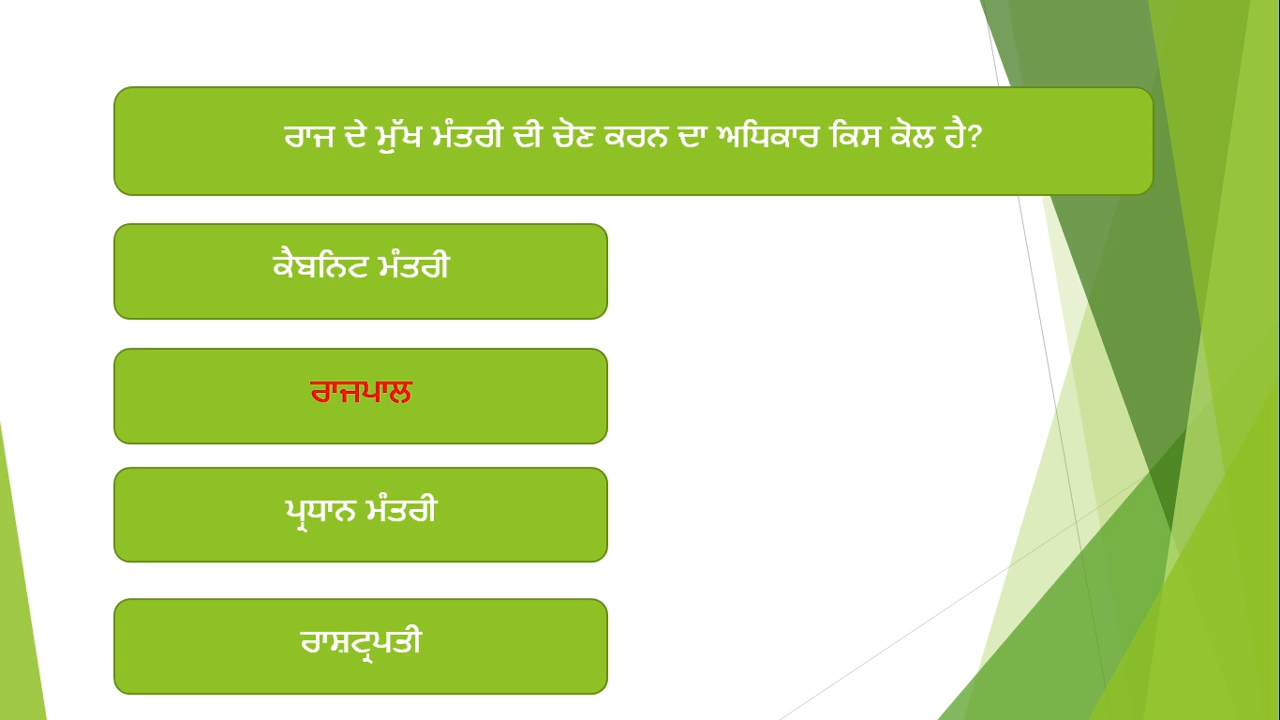 ਰਾਜ ਦੇ ਮੁੱਖ ਮੰਤਰੀ ਦੀ ਚੋਣ ਕਰਨ ਦਾ ਅਧਿਕਾਰ ਕਿਸ ਕੋਲ ਹੈ?
ਕੈਬਨਿਟ ਮੰਤਰੀ
ਰਾਜਪਾਲ
ਪ੍ਰਧਾਨ ਮੰਤਰੀ
ਰਾਸ਼ਟ੍ਰਪਤੀ